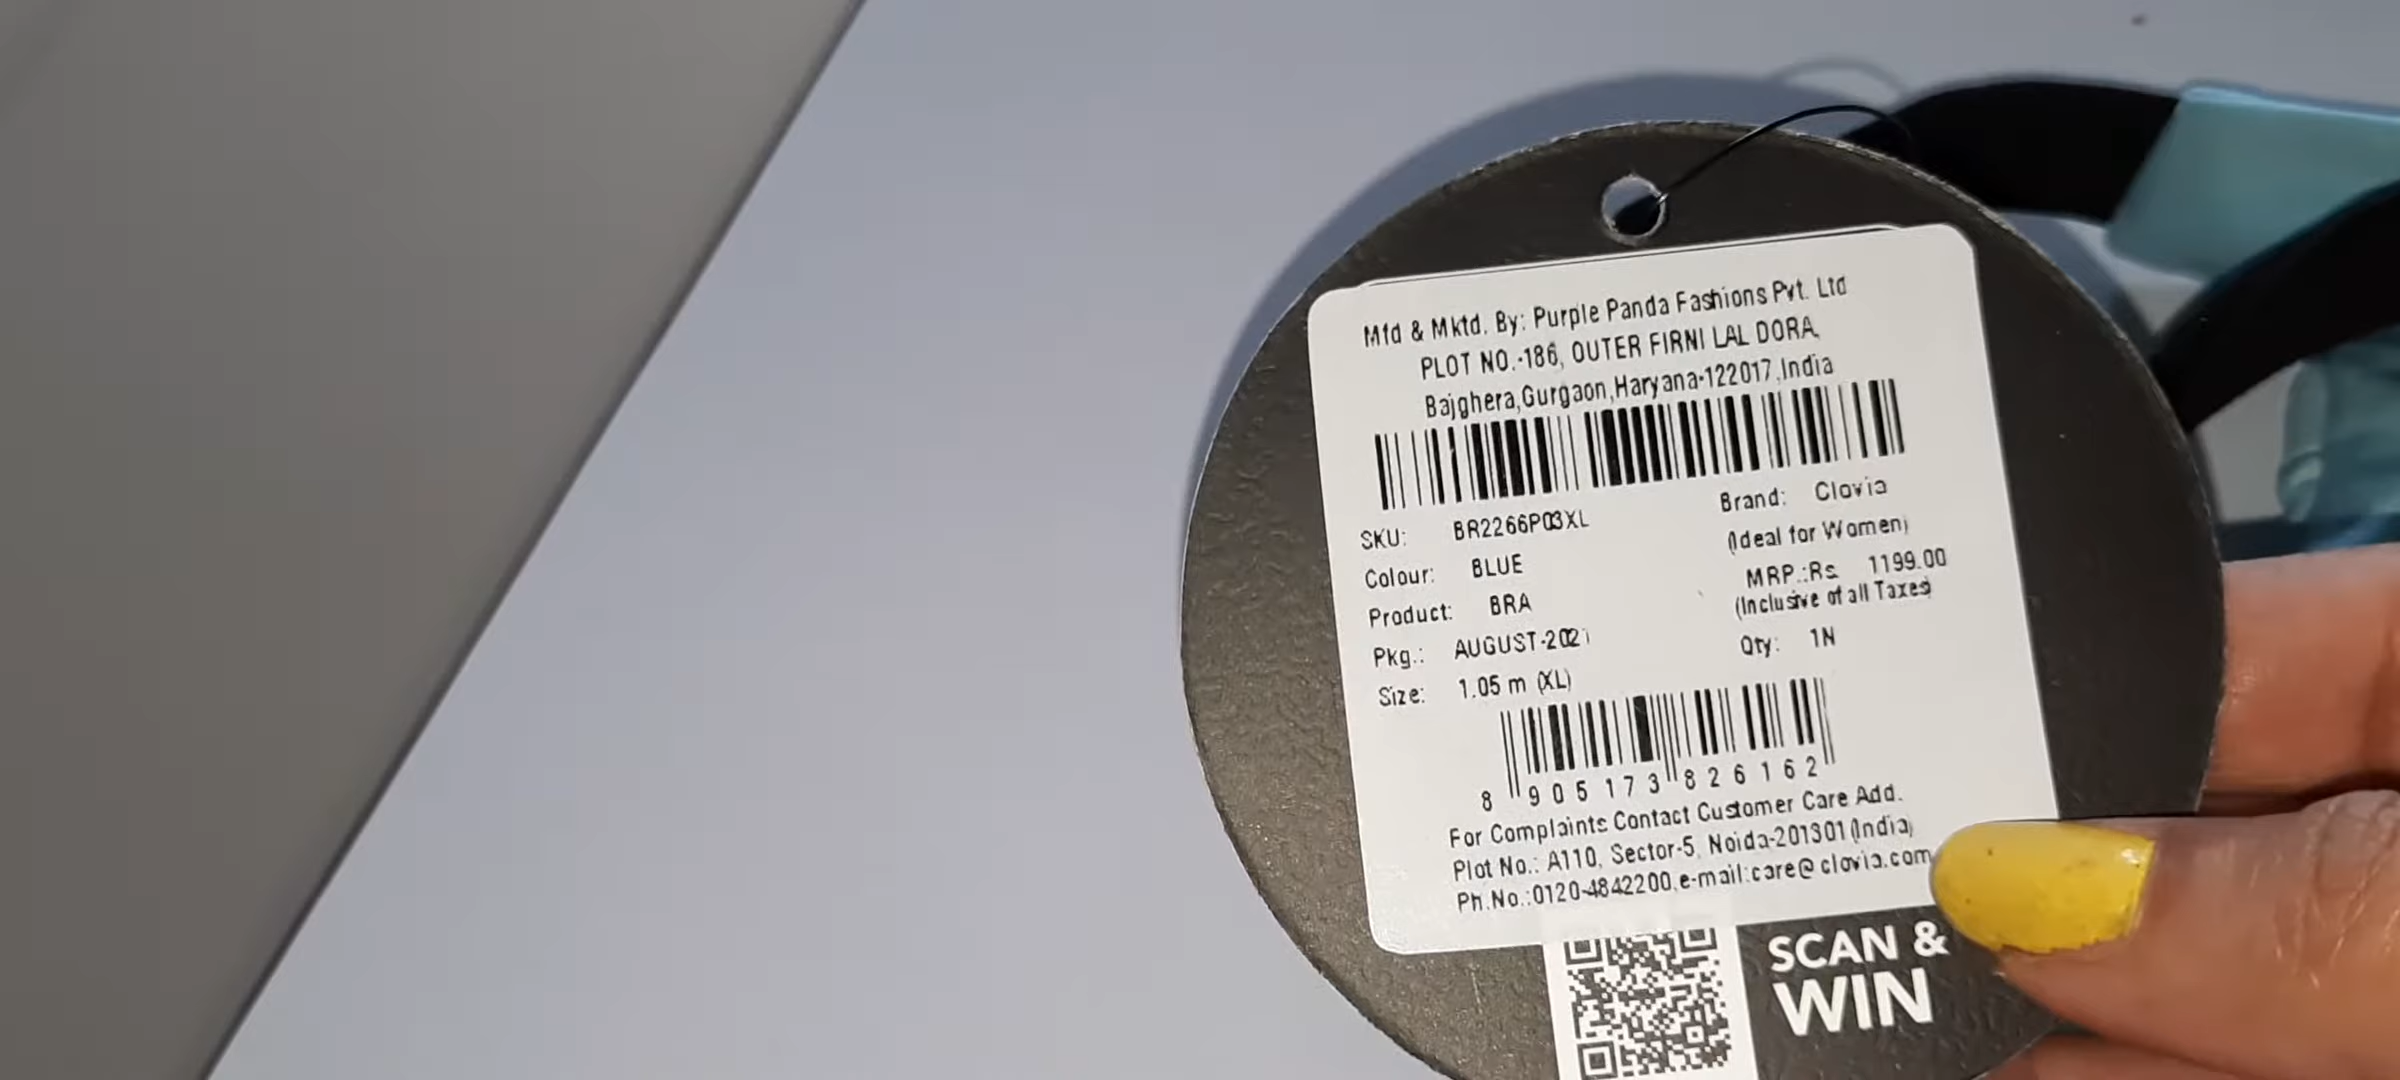 Mfd & Mktd. By: Purple Panda Fashions Pvt. Ltd
PLOT NO.-186, OUTER FIRNI LAL DORA,
Bajghera,Gurgaon,Haryana-122017,India
SKU: BR2266P03XL
Brand: Clovia
(Ideal for Women)
Colour: BLUE
MRP.:Rs. 1199.00
(Inclusive of all Taxes)
Product: BRA
Pkg.: AUGUST-2021
Qty: 1N
Size: 1.05 m (XL)
8 905173 826162
For Complaints Contact Customer Care Add.
Plot No.: A110, Sector-5, Noida-201301(India)
Ph.No.:0120-4842200,e-mail:care@clovia.com
SCAN &
WIN